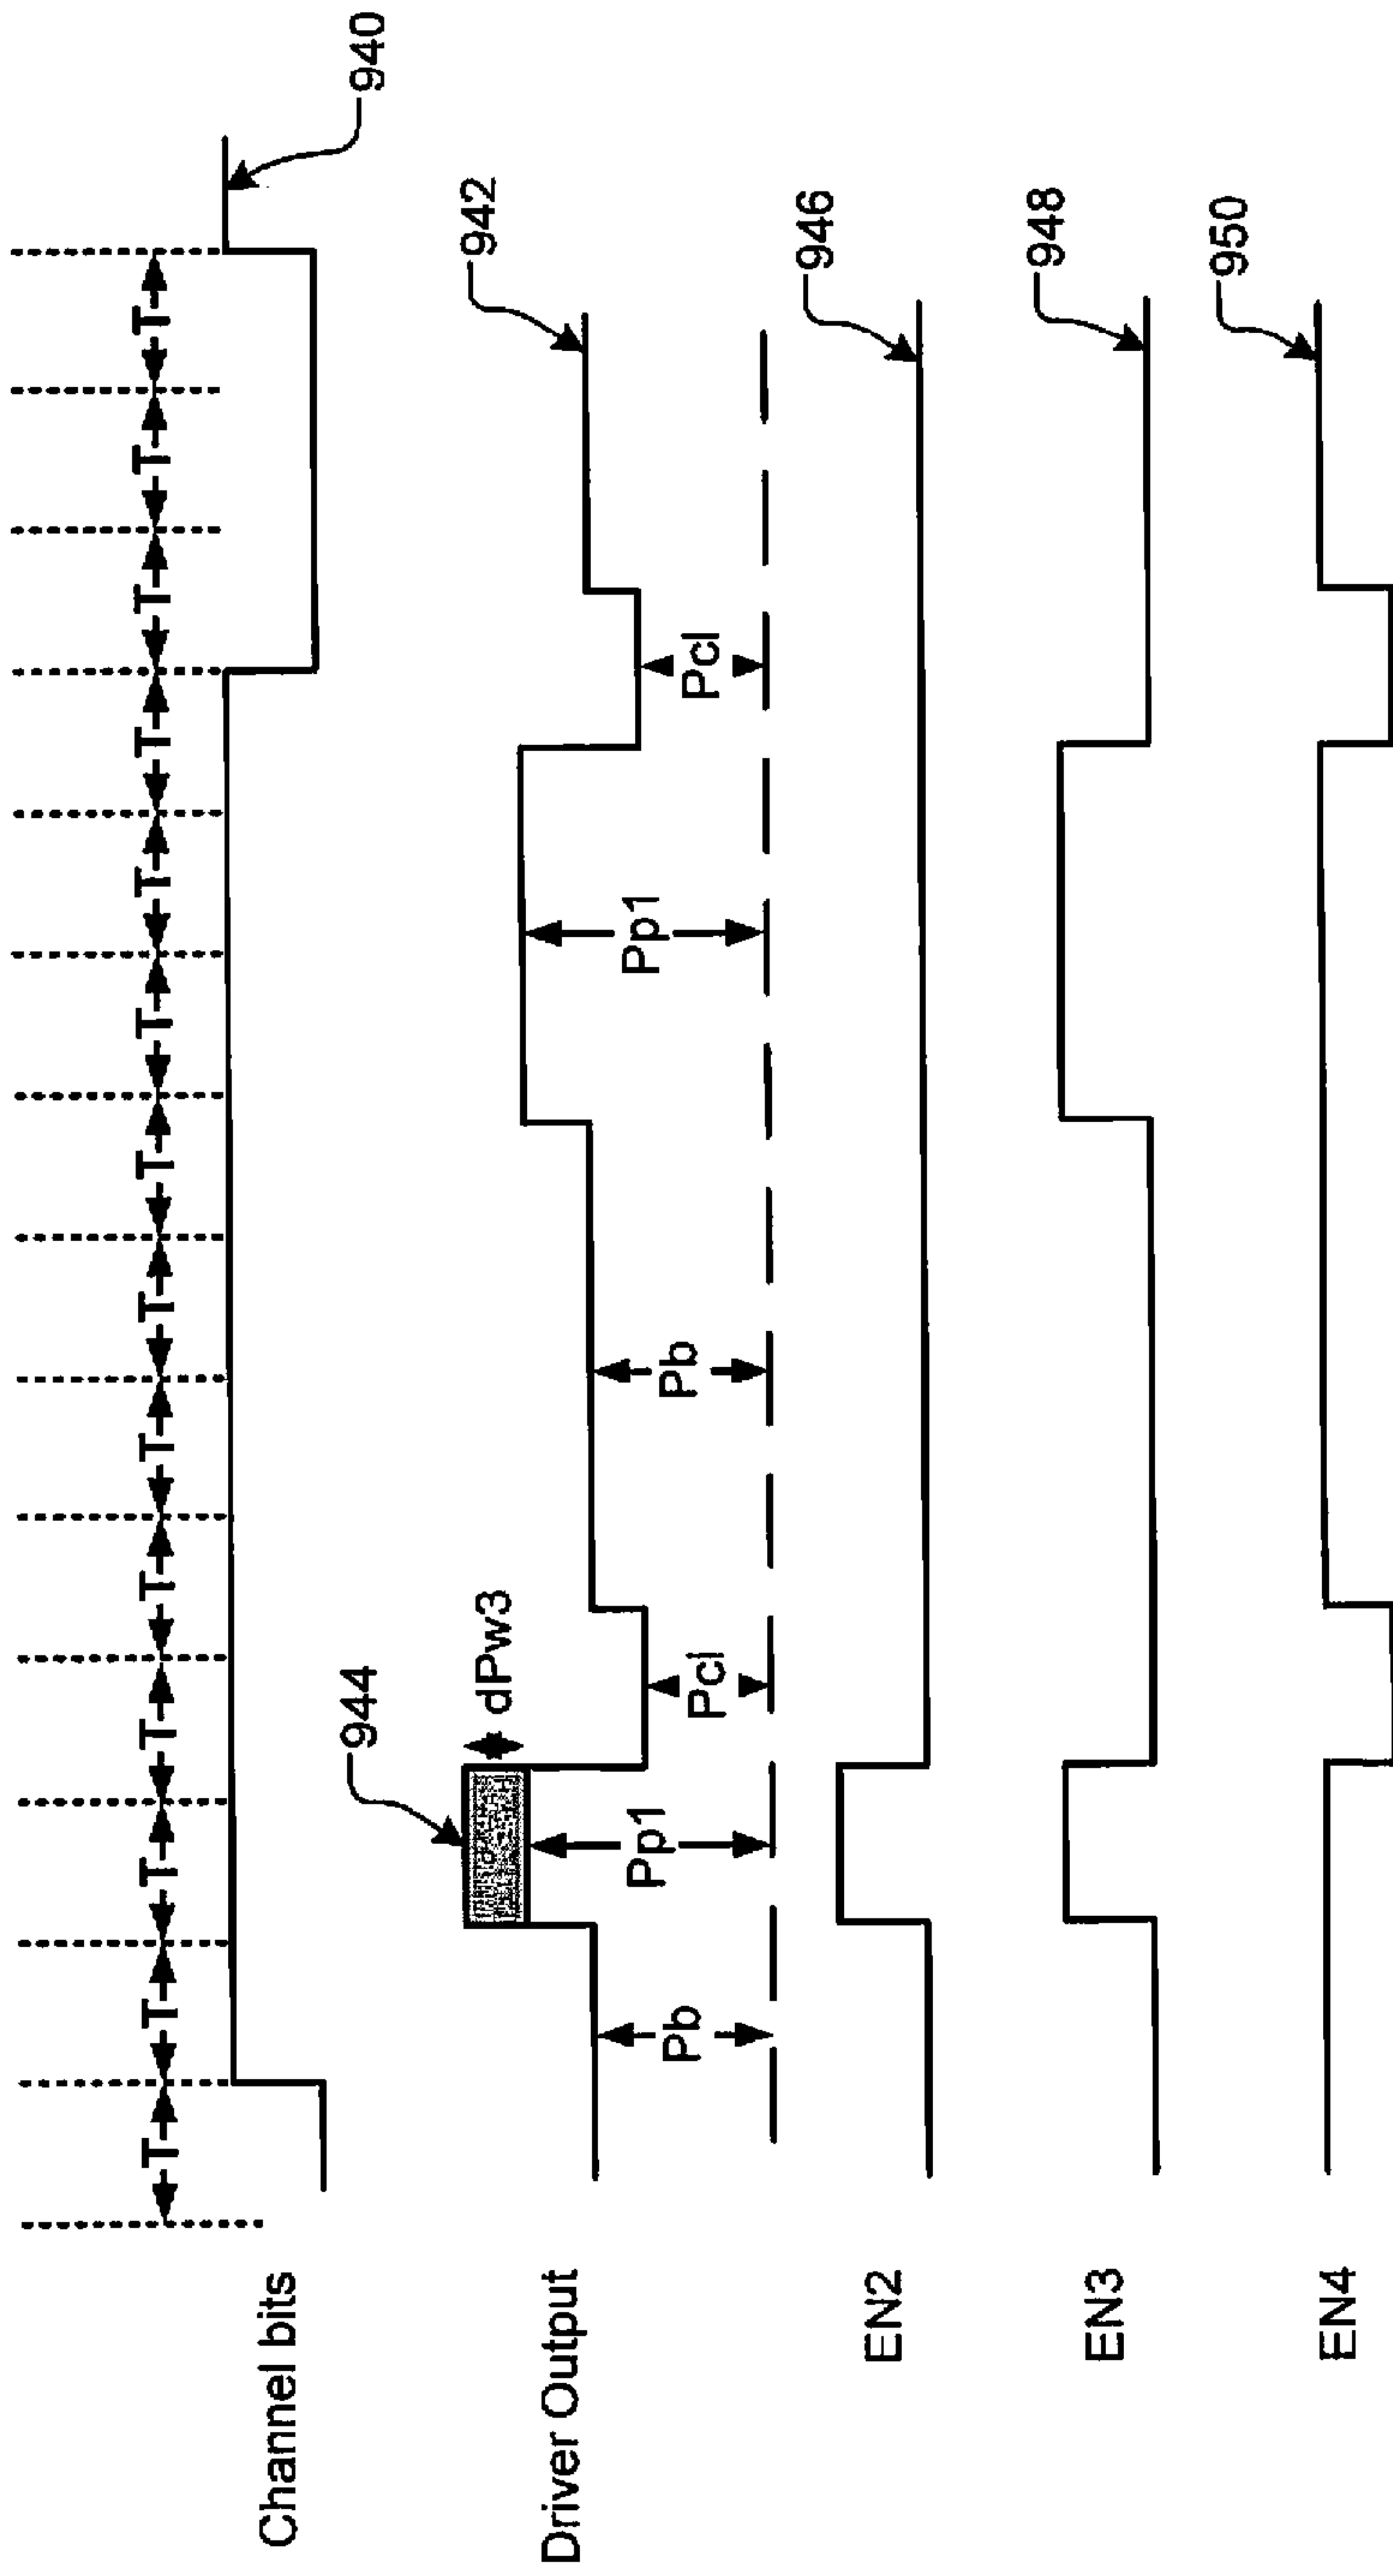 T T T T T T T T T T T T T T
Channel bits
940
944
dPw3
942
Driver Output
Pb
Pp1
Pcl
Pb
Pp1
Pcl
946
EN2
948
EN3
950
EN4